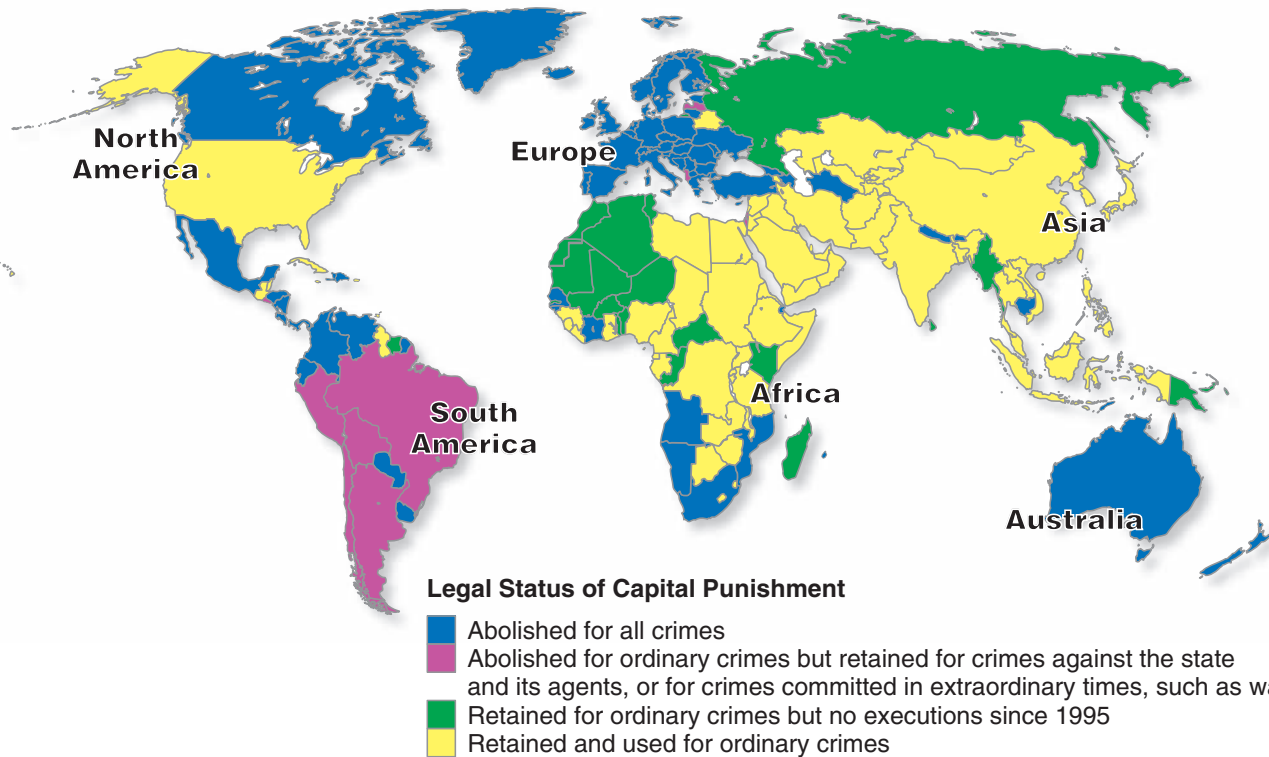 North
America
Europe
Asia
Africa
South
America
Australia
Legal Status of Capital Punishment
Abolished for all crimes
Abolished for ordinary crimes but retained for crimes against the state
and its agents, or for crimes committed in extraordinary times, such as
Retained for ordinary crimes but no executions since 1995
Retained and used for ordinary crimes